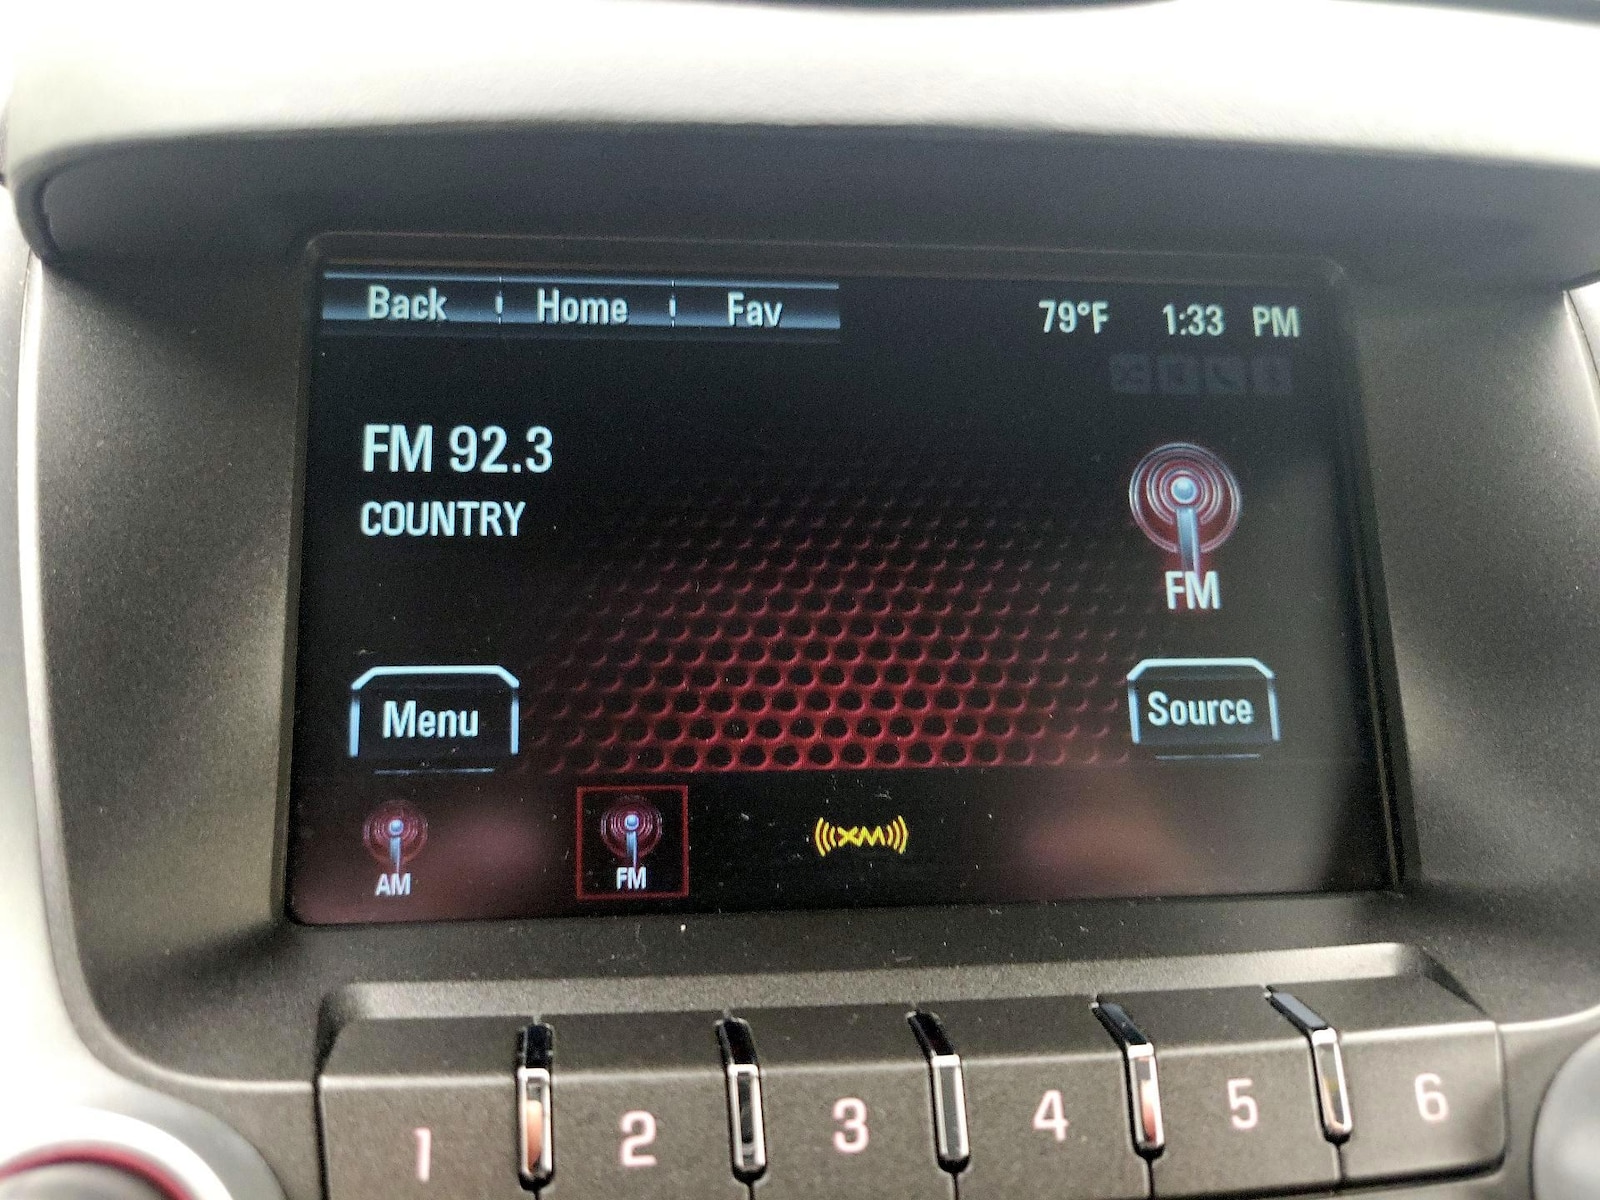 Back Home Fav 79°F 1:33 PM
FM 92.3
COUNTRY
FM
Menu Source
AM FM XM
1 2 3 4 5 6